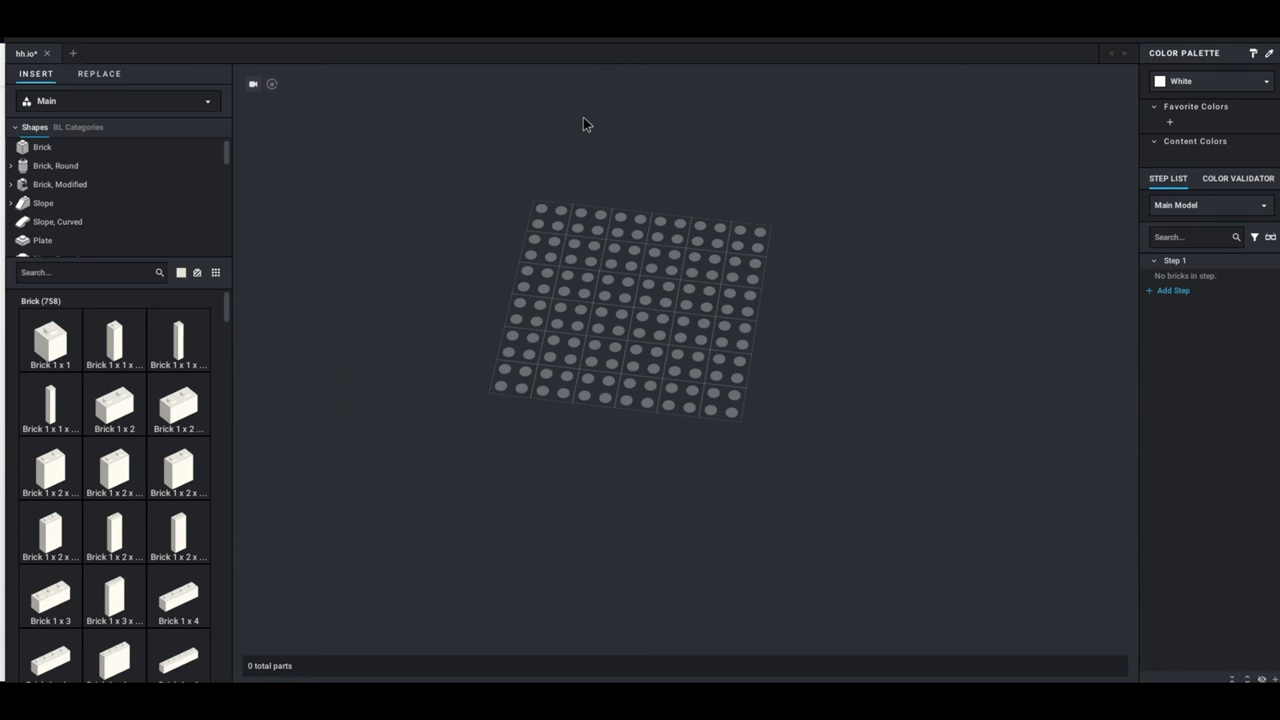 hh.io*
INSERT REPLACE
Main
Shapes BL Categories
Brick
Brick, Round
Brick, Modified
Slope
Slope, Curved
Plate
Search...
Brick (758)
Brick 1 x 1 Brick 1 x 1 x ... Brick 1 x 1 x ...
Brick 1 x 1 x ... Brick 1 x 2 Brick 1 x 2 ...
Brick 1 x 2 x ... Brick 1 x 2 x ... Brick 1 x 2 x ...
Brick 1 x 2 x ... Brick 1 x 2 x ... Brick 1 x 2 x ...
Brick 1 x 3 Brick 1 x 3 x ... Brick 1 x 4
0 total parts
COLOR PALETTE
White
Favorite Colors
+
Content Colors
STEP LIST COLOR VALIDATOR
Main Model
Search...
Step 1
No bricks in step.
+ Add Step